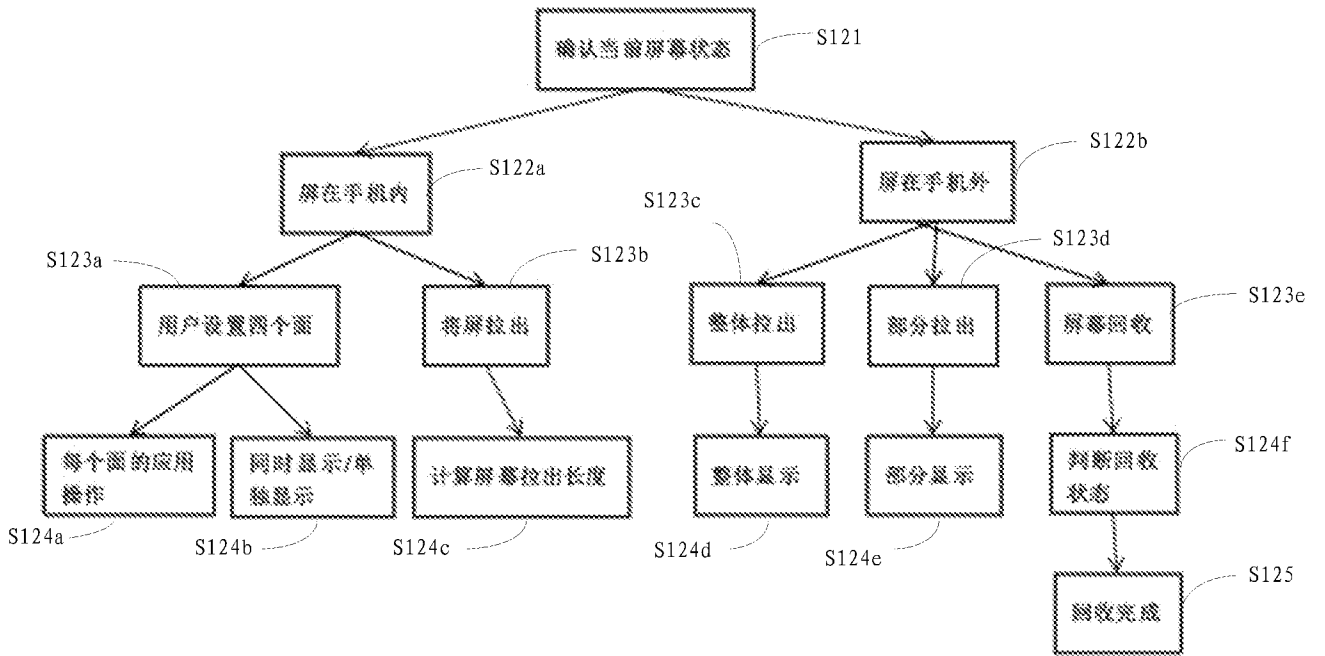 确认当前屏幕状态
S121
屏在手机内
S122a
屏在手机外
S122b
S123a
用户设置四个面
S123b
将屏拉出
S123c
整体拉出
S123d
部分拉出
S123e
屏幕回收
每个面的应用
操作
S124a
同时显示/单
独显示
S124b
计算屏幕拉出长度
S124c
整体显示
S124d
部分显示
S124e
判断回收
状态
S124f
回收完成
S125